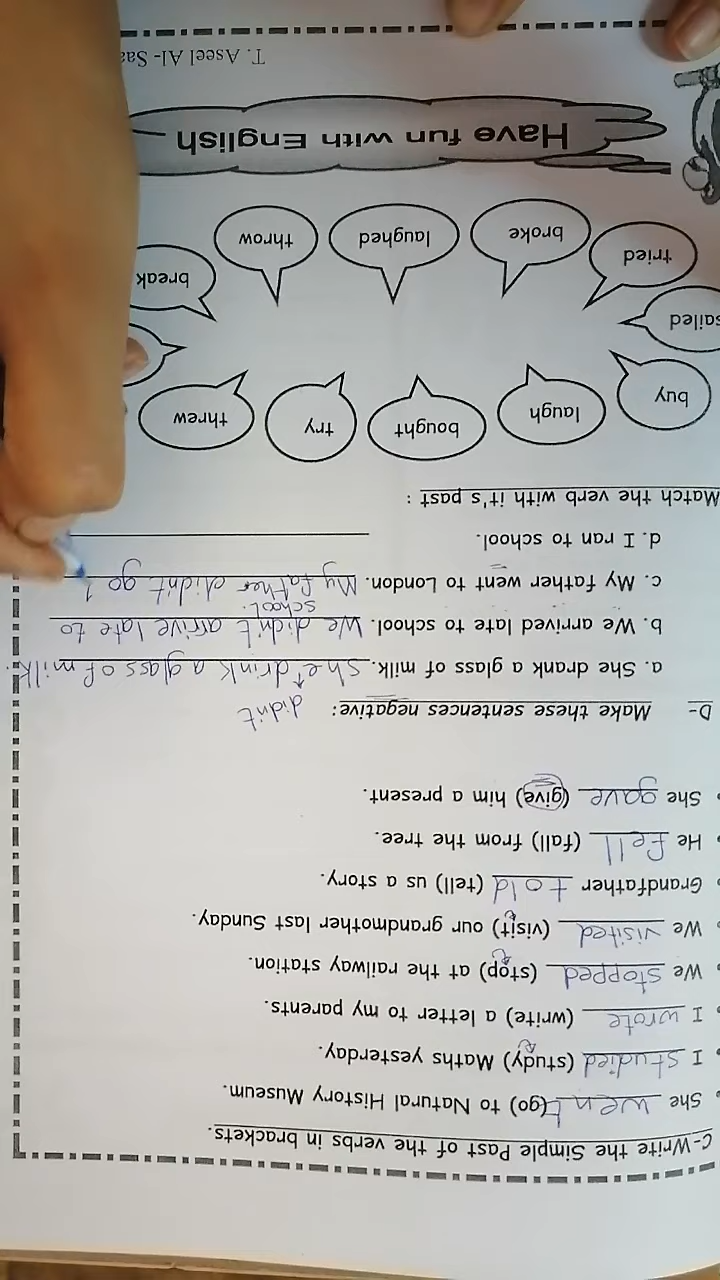 C-Write the Simple Past of the verbs in brackets.
She went (go) to Natural History Museum.
I studied (study) Maths yesterday.
I wrote (write) a letter to my parents.
We stopped (stop) at the railway station.
We visited (visit) our grandmother last Sunday.
Grandfather told (tell) us a story.
He fell (fall) from the tree.
She gave (give) him a present.
D- Make these sentences negative: didn't
a. She drank a glass of milk. She drink a glass of milk.
b. We arrived late to school. We didn't arrive late to
school.
c. My father went to London. My father didn't go
d. I ran to school.
Match the verb with it's past :
buy laugh bought try threw
sailed
tried broke laughed throw break
Have fun with English
T. Aseel Al-